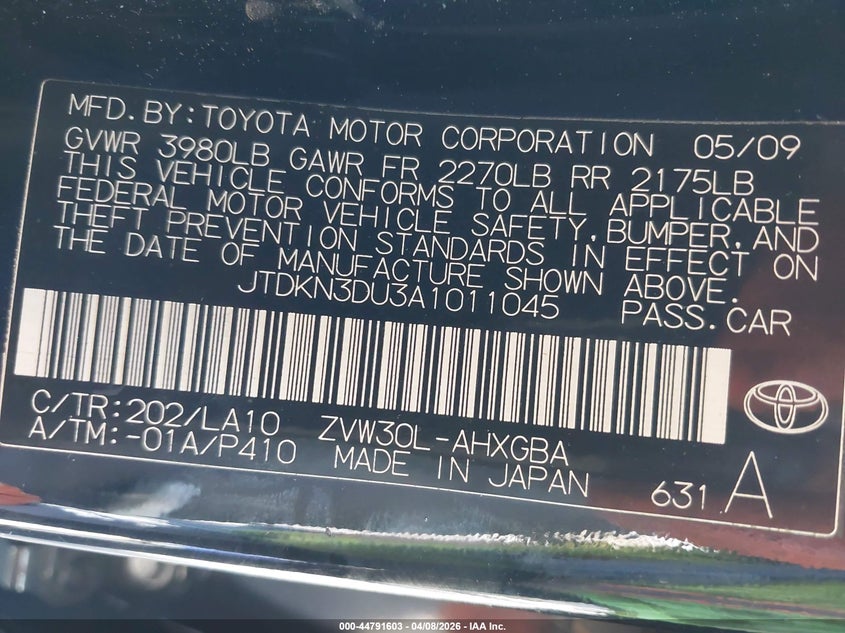 MFD.BY:TOYOTA MOTOR CORPORATION 05/09
GVWR 3980LB GAWR FR 2270LB RR 2175LB
THIS VEHICLE CONFORMS TO ALL APPLICABLE
FEDERAL MOTOR VEHICLE SAFETY,BUMPER,AND
THEFT PREVENTION STANDARDS IN EFFECT ON
THE DATE OF MANUFACTURE SHOWN ABOVE.
JTDKN3DU3A1011045 PASS.CAR
C/TR:202/LA10 ZVW30L-AHXGBA
A/TM:-01A/P410 MADE IN JAPAN
631 A
000-44791603 - 04/08/2026 - IAA Inc.